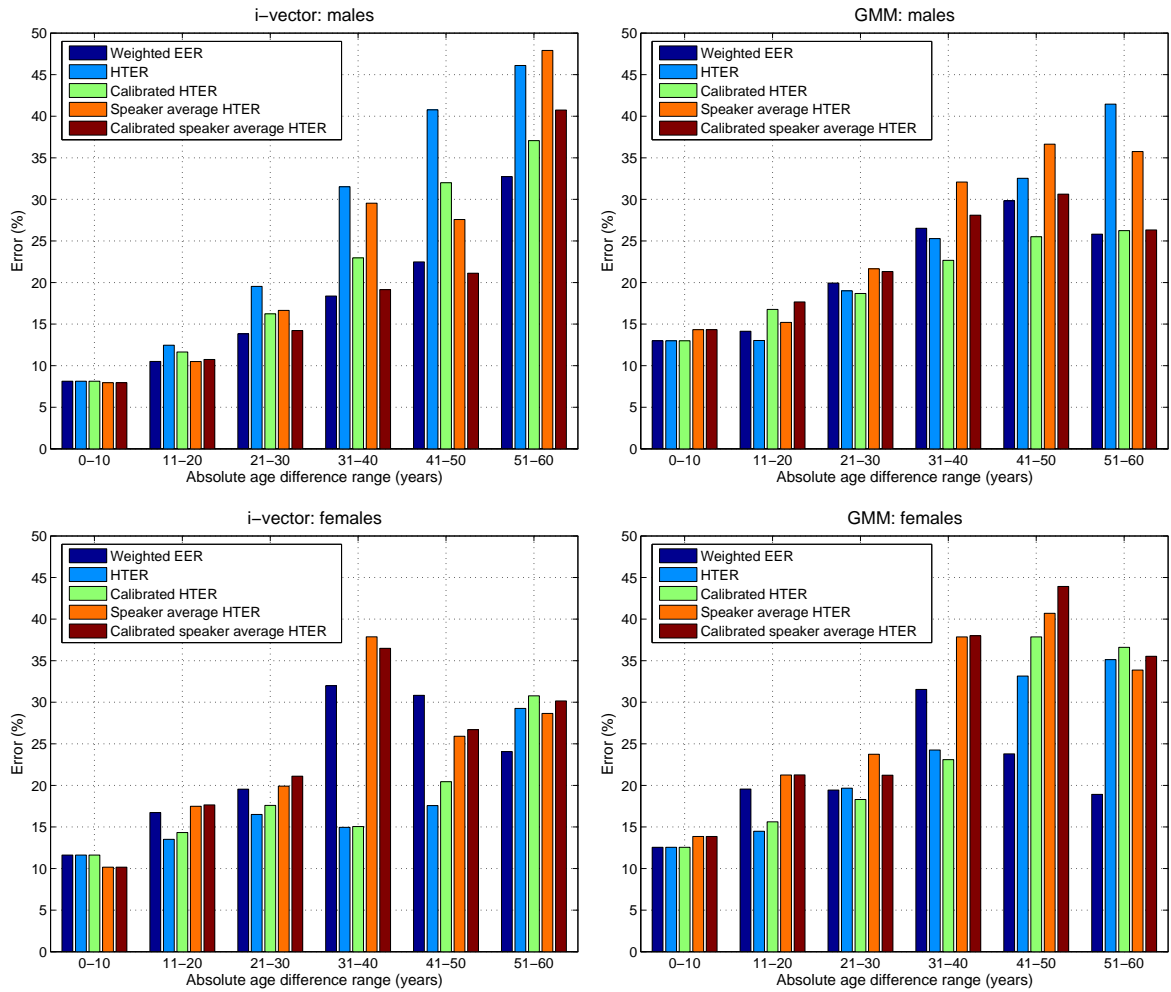 i−vector: males
50
45
40
35
30
25
20
15
10
5
0
Error (%)
Weighted EER
HTER
Calibrated HTER
Speaker average HTER
Calibrated speaker average HTER
0−10 11−20 21−30 31−40 41−50 51−60
Absolute age difference range (years)
GMM: males
50
45
40
35
30
25
20
15
10
5
0
Error (%)
Weighted EER
HTER
Calibrated HTER
Speaker average HTER
Calibrated speaker average HTER
0−10 11−20 21−30 31−40 41−50 51−60
Absolute age difference range (years)
i−vector: females
50
45
40
35
30
25
20
15
10
5
0
Error (%)
Weighted EER
HTER
Calibrated HTER
Speaker average HTER
Calibrated speaker average HTER
0−10 11−20 21−30 31−40 41−50 51−60
Absolute age difference range (years)
GMM: females
50
45
40
35
30
25
20
15
10
5
0
Error (%)
Weighted EER
HTER
Calibrated HTER
Speaker average HTER
Calibrated speaker average HTER
0−10 11−20 21−30 31−40 41−50 51−60
Absolute age difference range (years)